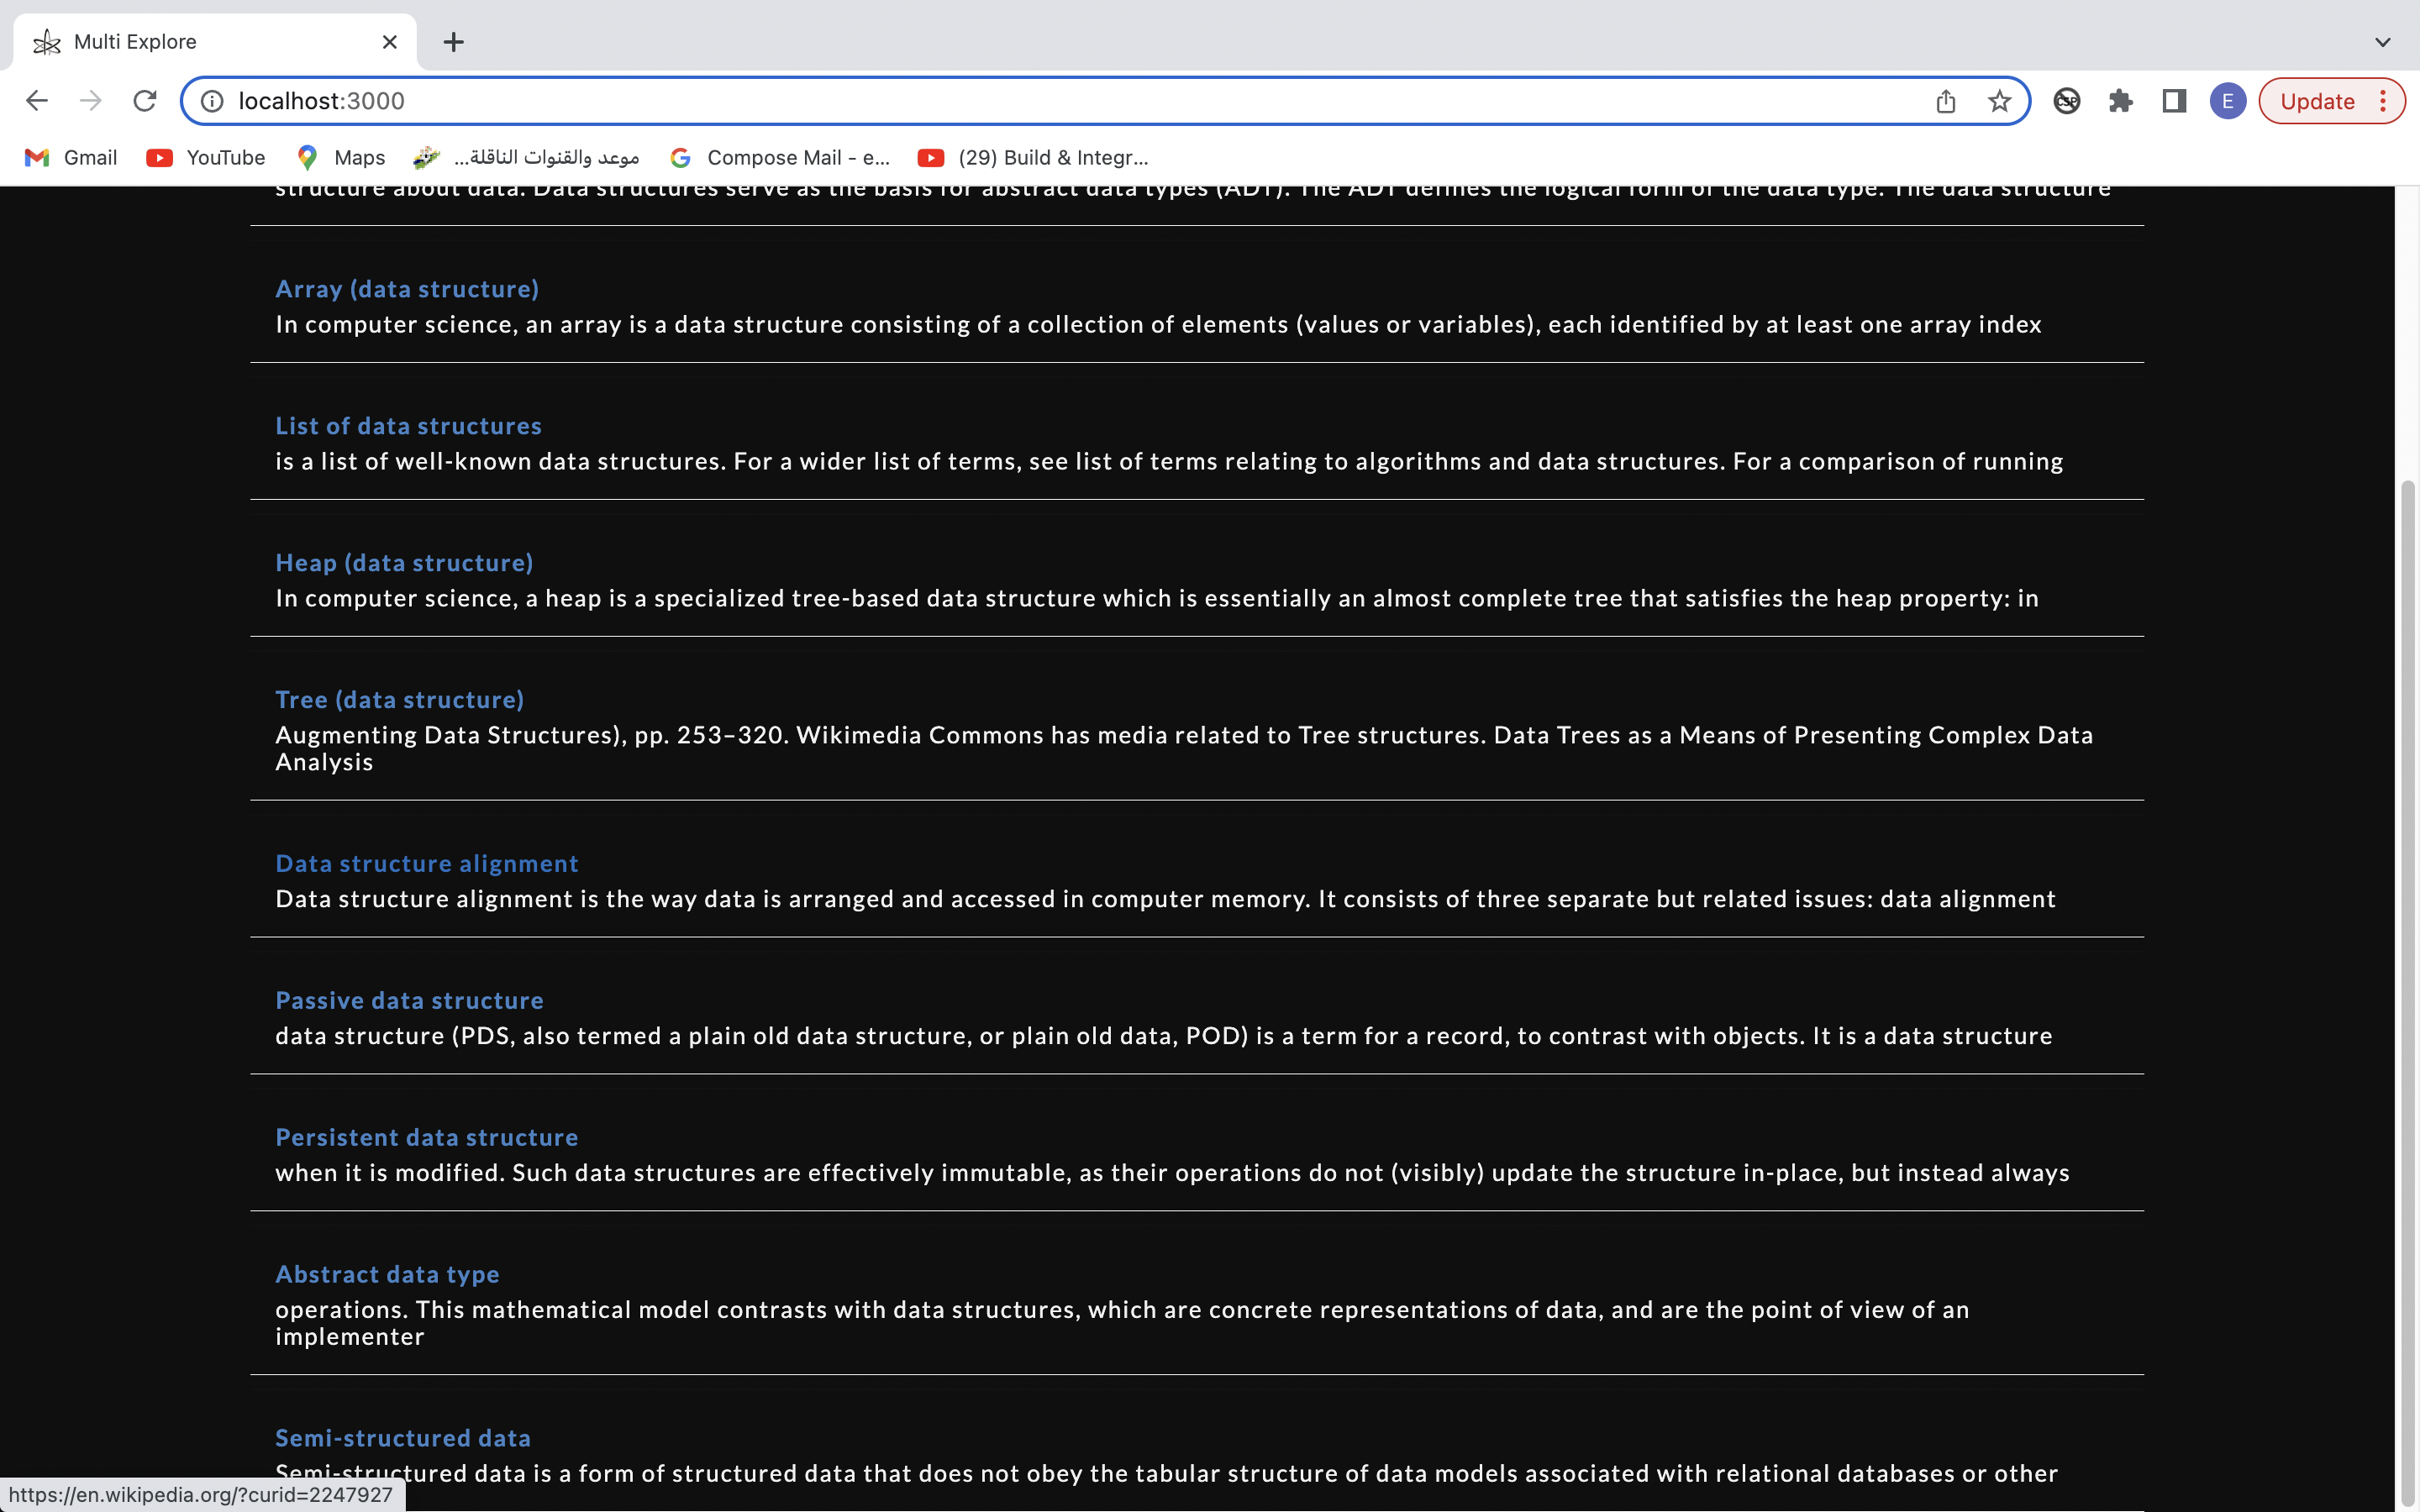 Multi Explore
localhost:3000
CSP
E
Update
Gmail
YouTube
Maps
موعد والقنوات الناقلة...
Compose Mail - e...
(29) Build & Integr...
structure about data. Data structures serve as the basis for abstract data types (ADT). The ADT defines the logical form of the data type. The data structure
Array (data structure)
In computer science, an array is a data structure consisting of a collection of elements (values or variables), each identified by at least one array index
List of data structures
is a list of well-known data structures. For a wider list of terms, see list of terms relating to algorithms and data structures. For a comparison of running
Heap (data structure)
In computer science, a heap is a specialized tree-based data structure which is essentially an almost complete tree that satisfies the heap property: in
Tree (data structure)
Augmenting Data Structures), pp. 253–320. Wikimedia Commons has media related to Tree structures. Data Trees as a Means of Presenting Complex Data
Analysis
Data structure alignment
Data structure alignment is the way data is arranged and accessed in computer memory. It consists of three separate but related issues: data alignment
Passive data structure
data structure (PDS, also termed a plain old data structure, or plain old data, POD) is a term for a record, to contrast with objects. It is a data structure
Persistent data structure
when it is modified. Such data structures are effectively immutable, as their operations do not (visibly) update the structure in-place, but instead always
Abstract data type
operations. This mathematical model contrasts with data structures, which are concrete representations of data, and are the point of view of an
implementer
Semi-structured data
Semi-structured data is a form of structured data that does not obey the tabular structure of data models associated with relational databases or other
https://en.wikipedia.org/?curid=2247927